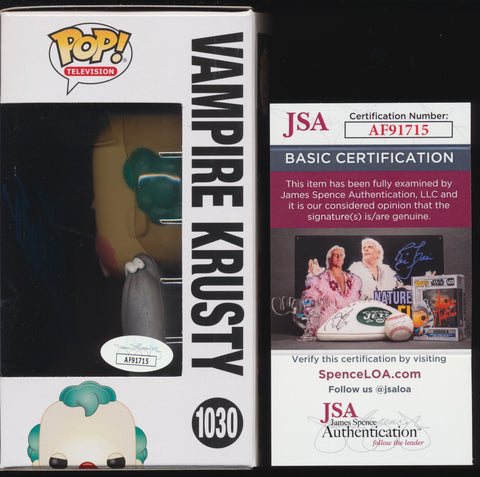 POP!
TELEVISION
VAMPIRE KRUSTY
1030
AF91715
JSA
Certification Number:
AF91715
BASIC CERTIFICATION
This item has been fully examined by
James Spence Authentication, LLC and
it is our considered opinion that the
signature(s) is/are genuine.
NATURE
JETS
Verify this certification by visiting
SpenceLOA.com
Follow us @jsaloa
JSA
James Spence
Authentication
follow the leader